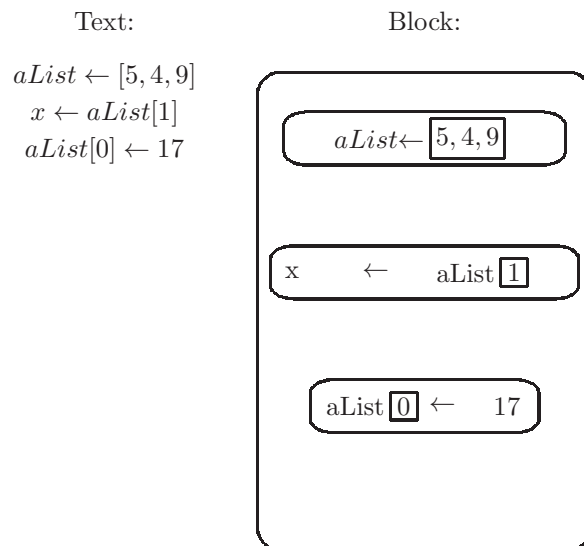 Text:
aList ← [5, 4, 9]
x ← aList[1]
aList[0] ← 17
Block:
aList← 5, 4, 9
x ← aList 1
aList 0 ← 17